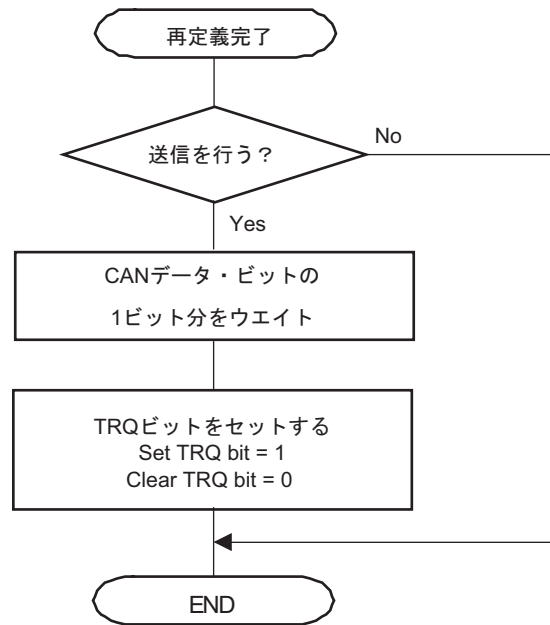 再定義完了
送信を行う?
No
Yes
CANデータ・ビットの
1ビット分をウエイト
TRQビットをセットする
Set TRQ bit = 1
Clear TRQ bit = 0
END